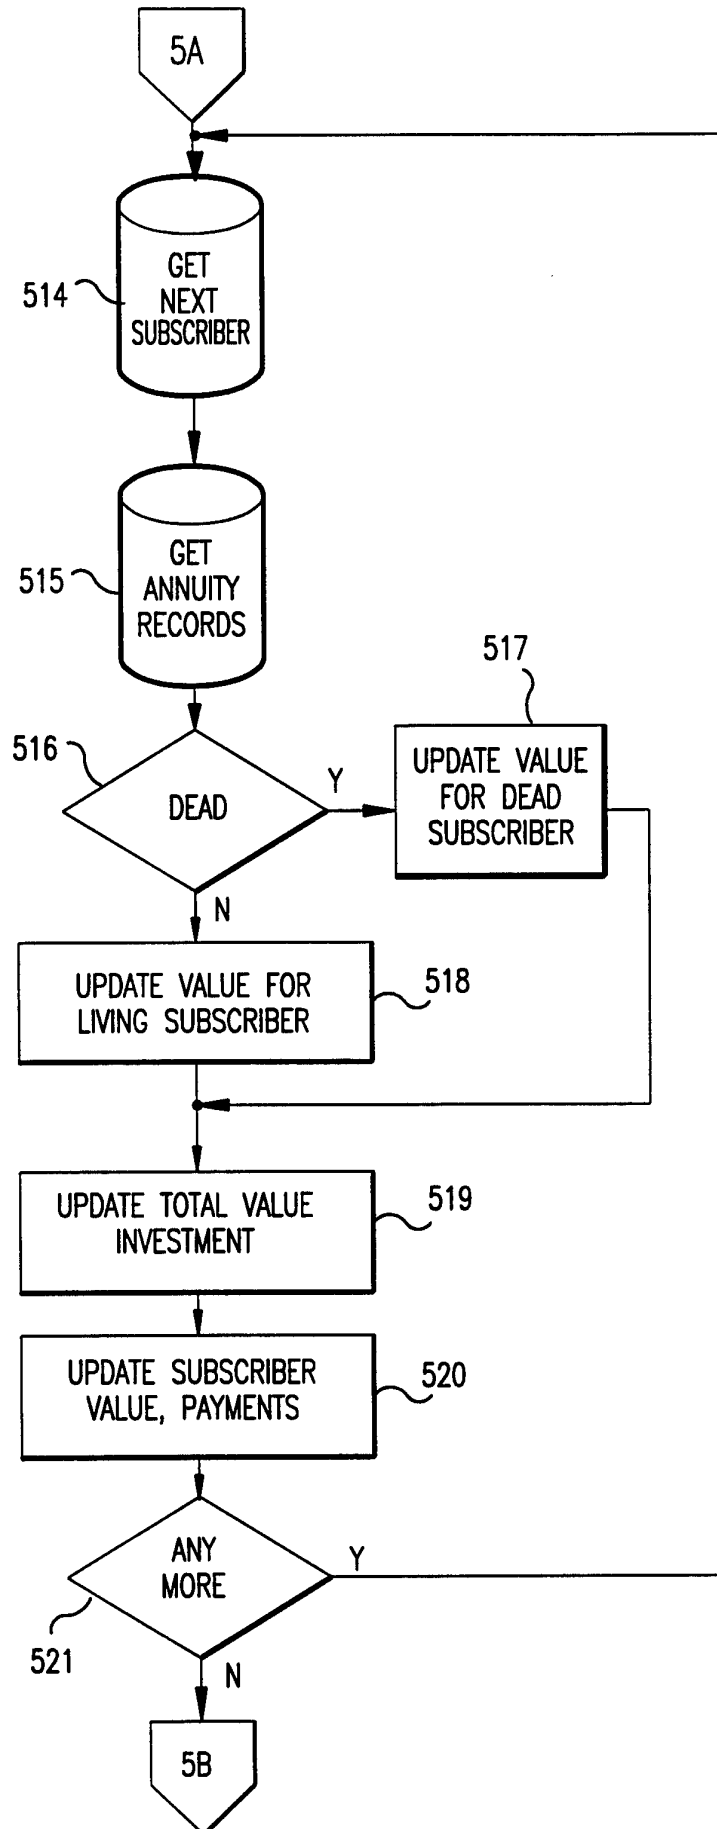 5A
514
GET
NEXT
SUBSCRIBER
515
GET
ANNUITY
RECORDS
517
516
DEAD
Y
UPDATE VALUE
FOR DEAD
SUBSCRIBER
N
UPDATE VALUE FOR
LIVING SUBSCRIBER
518
UPDATE TOTAL VALUE
INVESTMENT
519
UPDATE SUBSCRIBER
VALUE, PAYMENTS
520
ANY
MORE
Y
521
N
5B